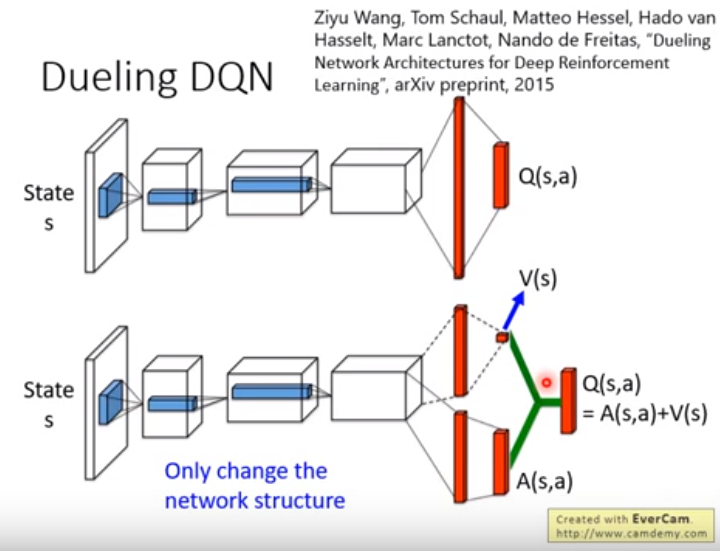 Ziyu Wang, Tom Schaul, Matteo Hessel, Hado van
Hasselt, Marc Lanctot, Nando de Freitas, “Dueling
Network Architectures for Deep Reinforcement
Learning”, arXiv preprint, 2015
Dueling DQN
State
s
Q(s,a)
V(s)
State
s
Q(s,a)
= A(s,a)+V(s)
Only change the
network structure
A(s,a)
Created with EverCam.
http://www.camdemy.com